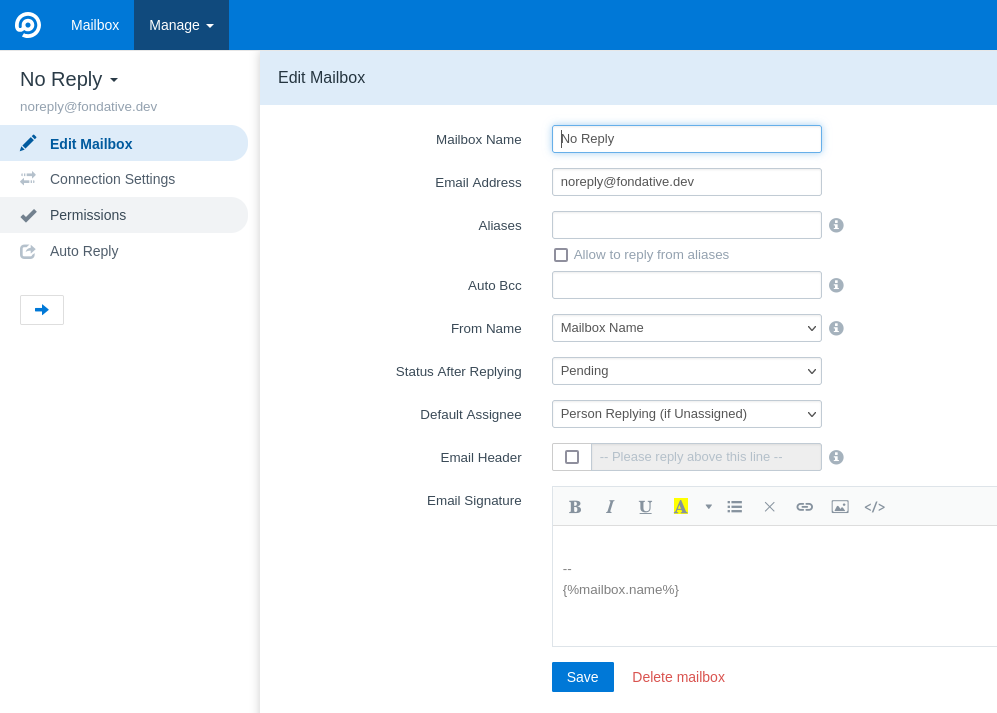 Mailbox Manage
No Reply
noreply@fondative.dev
Edit Mailbox
Connection Settings
Permissions
Auto Reply
Edit Mailbox
Mailbox Name No Reply
Email Address noreply@fondative.dev
Aliases
Allow to reply from aliases
Auto Bcc
From Name Mailbox Name
Status After Replying Pending
Default Assignee Person Replying (if Unassigned)
Email Header -- Please reply above this line --
Email Signature
B I U A </>
--
{%mailbox.name%}
Save Delete mailbox